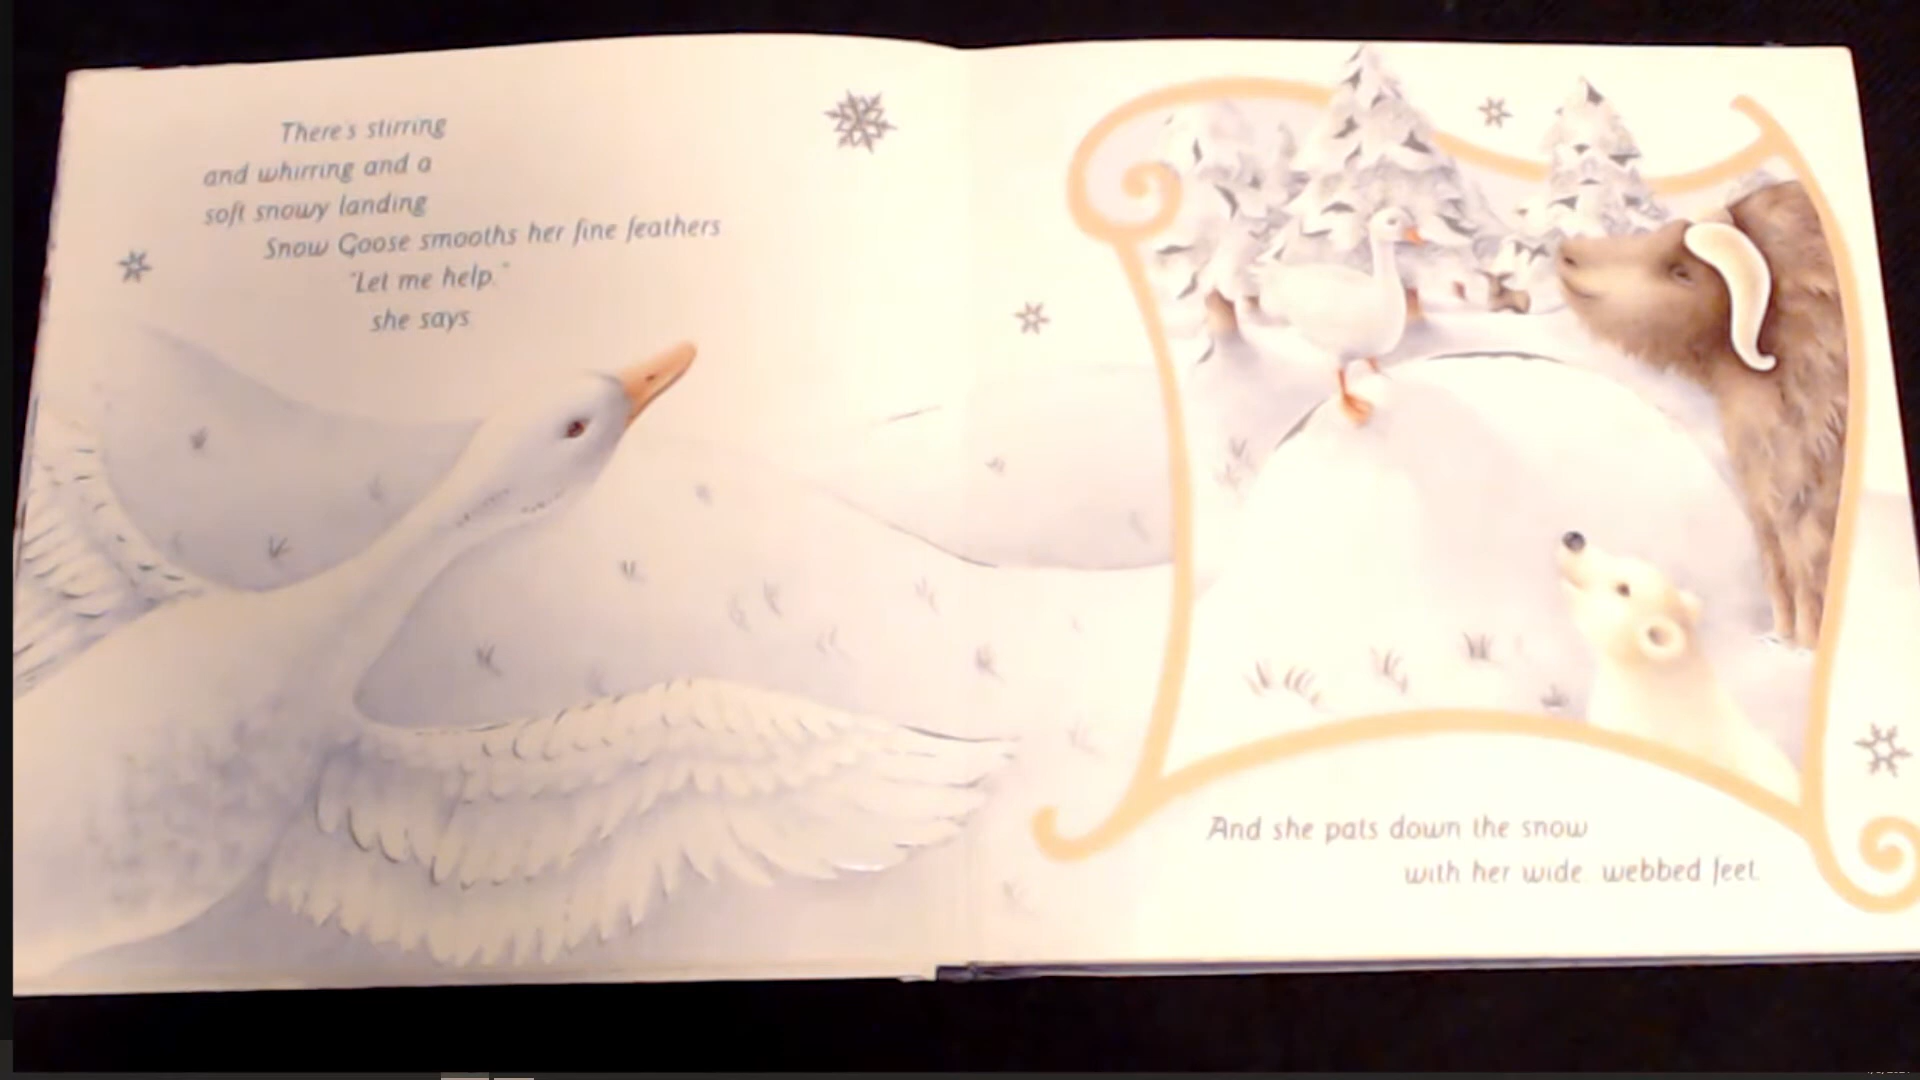 There's stirring
and whirring and a
soft snowy landing
Snow Goose smooths her fine feathers
"Let me help."
she says
And she pats down the snow
with her wide webbed feet.